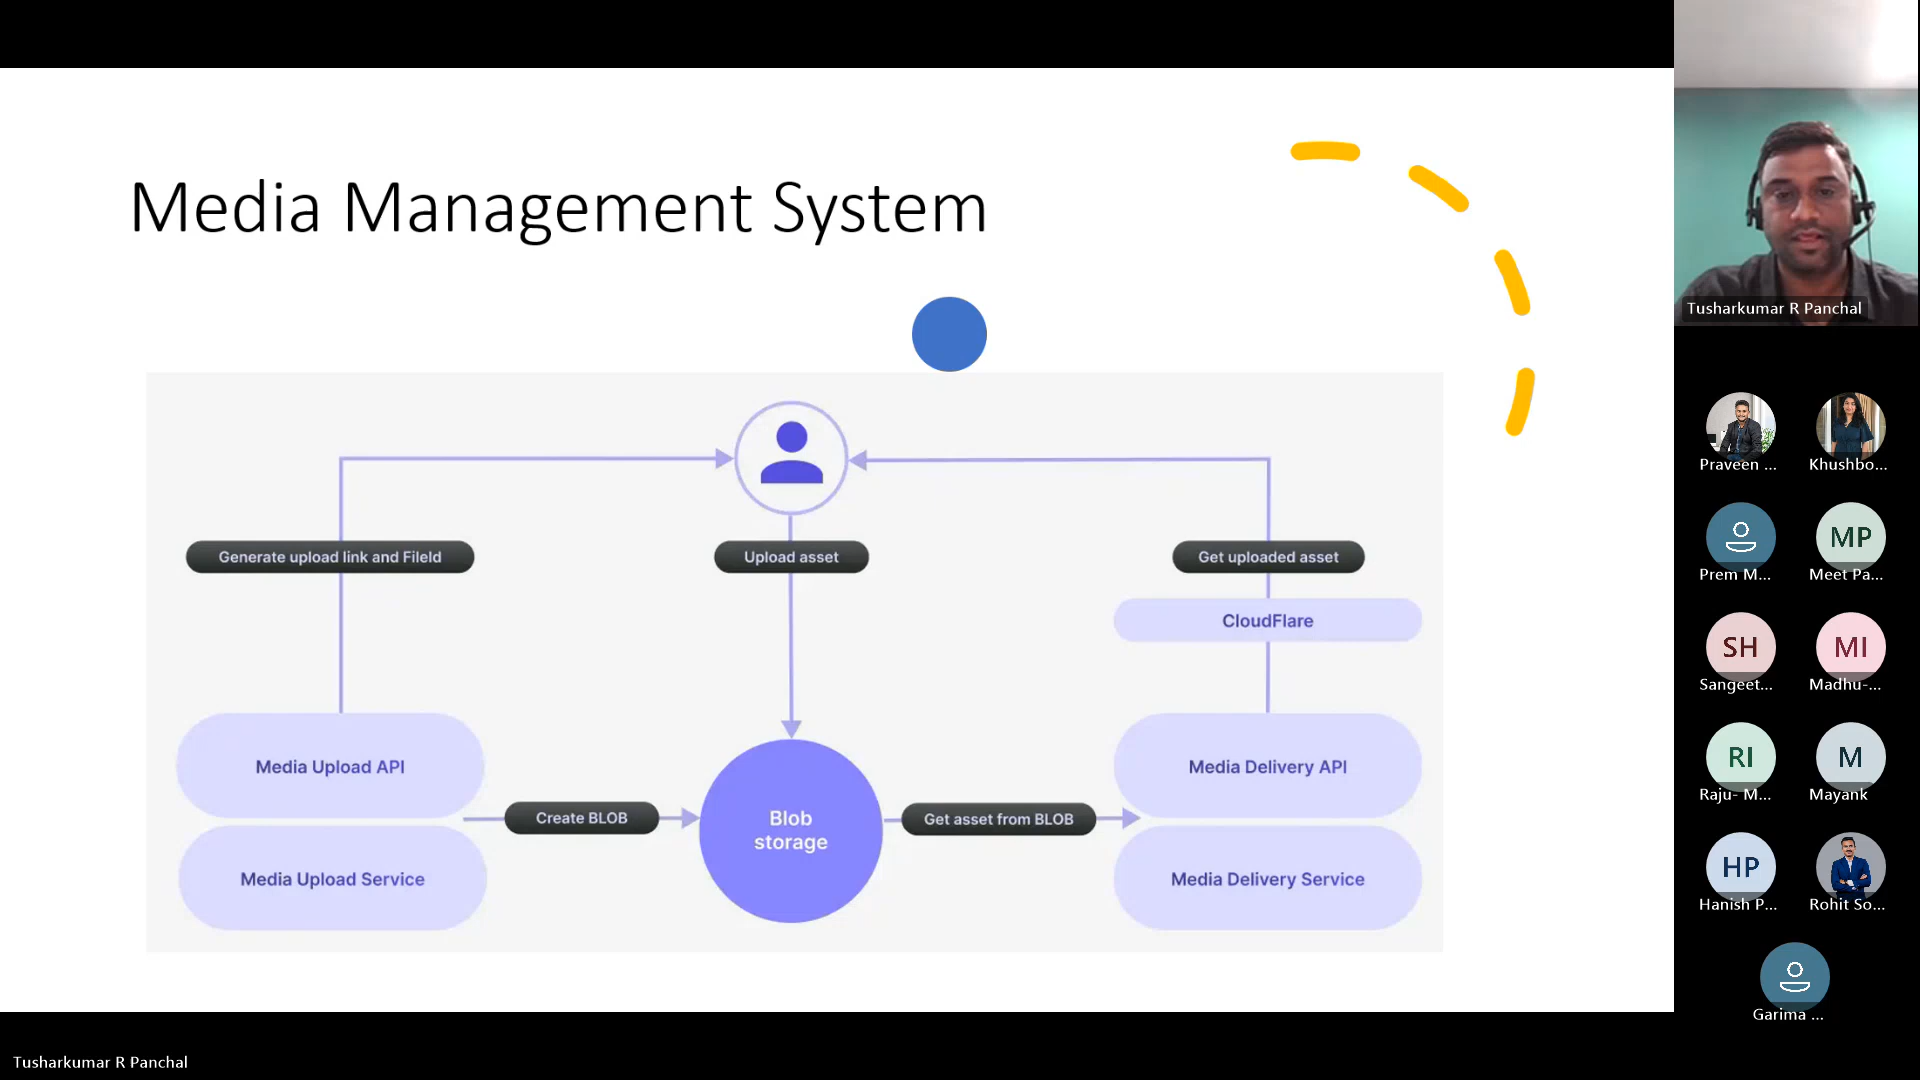 Media Management System
Generate upload link and FileId
Upload asset
Get uploaded asset
CloudFlare
Media Upload API
Media Delivery API
Create BLOB
Blob
storage
Get asset from BLOB
Media Upload Service
Media Delivery Service
Tusharkumar R Panchal
Praveen ...
Khushbo...
MP
Prem M...
Meet Pa...
SH
MI
Sangeet...
Madhu-...
RI
M
Raju- M...
Mayank
HP
Hanish P...
Rohit So...
Garima ...
Tusharkumar R Panchal